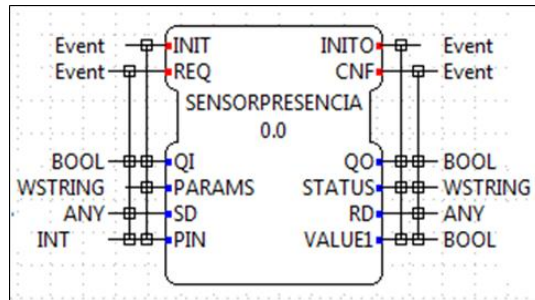 Event INIT INITO Event
Event REQ CNF Event
SENSORPRESENCIA
0.0
BOOL QI QO BOOL
WSTRING PARAMS STATUS WSTRING
ANY SD RD ANY
INT PIN VALUE1 BOOL